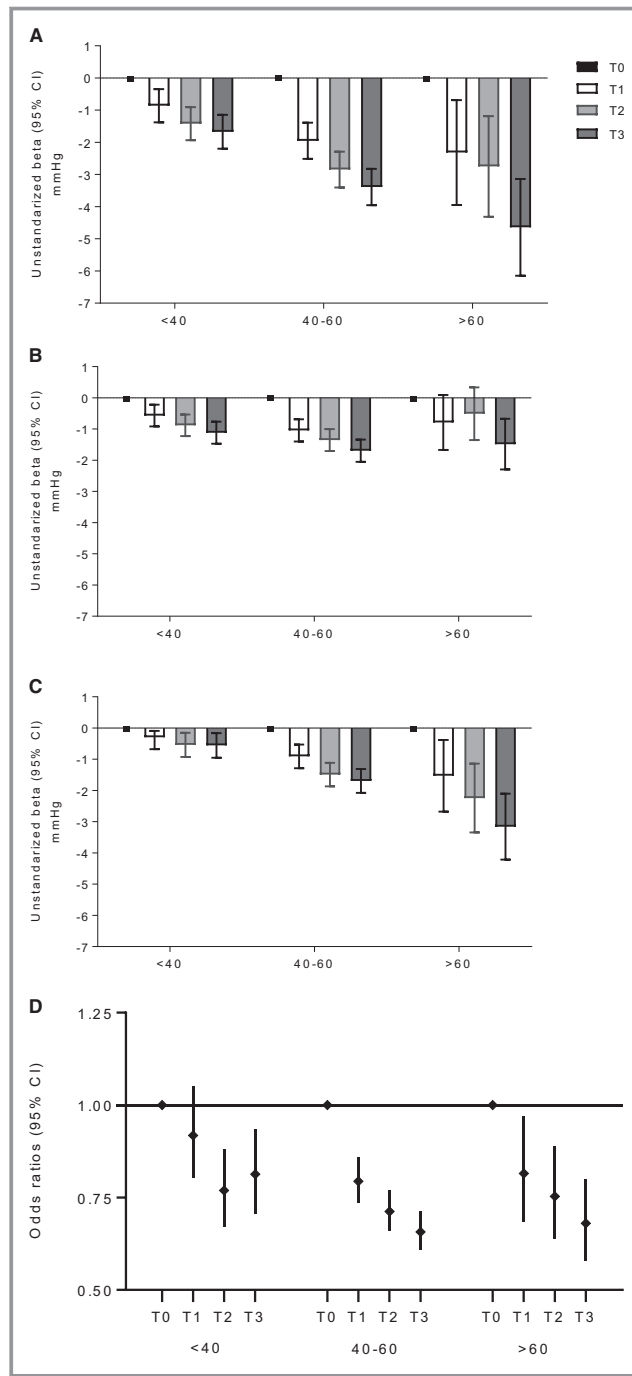 A
1
0
-1
-2
-3
-4
-5
-6
-7
Unstandarized beta (95% CI)
mmHg
<40
40-60
>60
T0
T1
T2
T3
B
1
0
-1
-2
-3
-4
-5
-6
-7
Unstandarized beta (95% CI)
mmHg
<40
40-60
>60
C
1
0
-1
-2
-3
-4
-5
-6
-7
Unstandarized beta (95% CI)
mmHg
<40
40-60
>60
D
1.25
1.00
0.75
0.50
Odds ratios (95% CI)
T0 T1 T2 T3 T0 T1 T2 T3 T0 T1 T2 T3
<40 40-60 >60